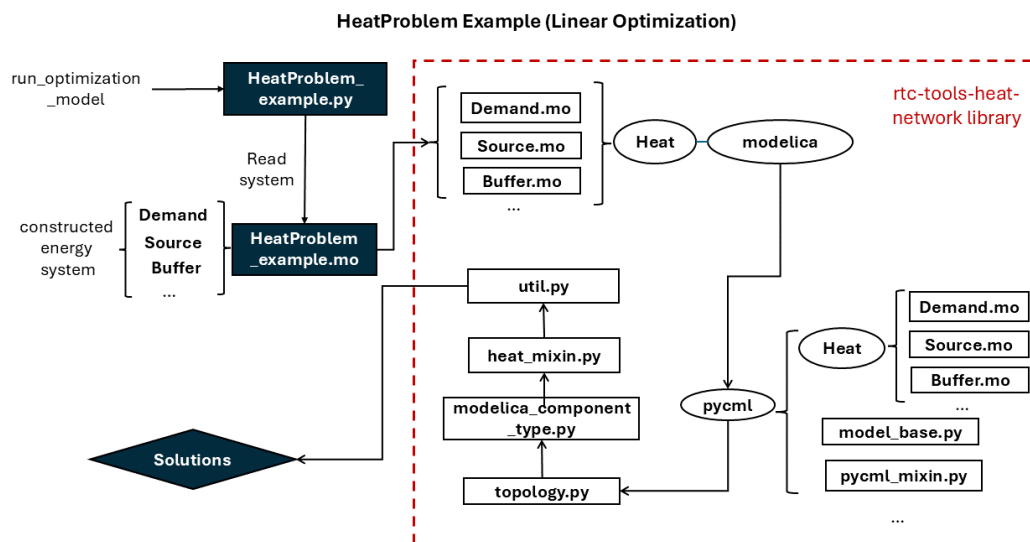 HeatProblem Example (Linear Optimization)
run_optimization
_model
HeatProblem_
example.py
Read
system
constructed
energy
system
Demand
Source
Buffer
...
HeatProblem
_example.mo
rtc-tools-heat-
network library
Demand.mo
Source.mo
Buffer.mo
...
Heat
modelica
util.py
heat_mixin.py
modelica_component
_type.py
topology.py
Solutions
pycml
Heat
Demand.mo
Source.mo
Buffer.mo
...
model_base.py
pycml_mixin.py
...